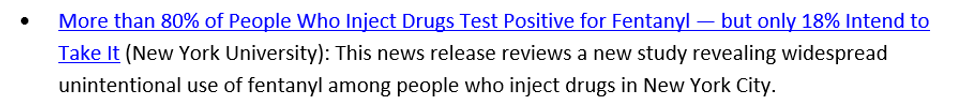 • More than 80% of People Who Inject Drugs Test Positive for Fentanyl — but only 18% Intend to
Take It (New York University): This news release reviews a new study revealing widespread
unintentional use of fentanyl among people who inject drugs in New York City.